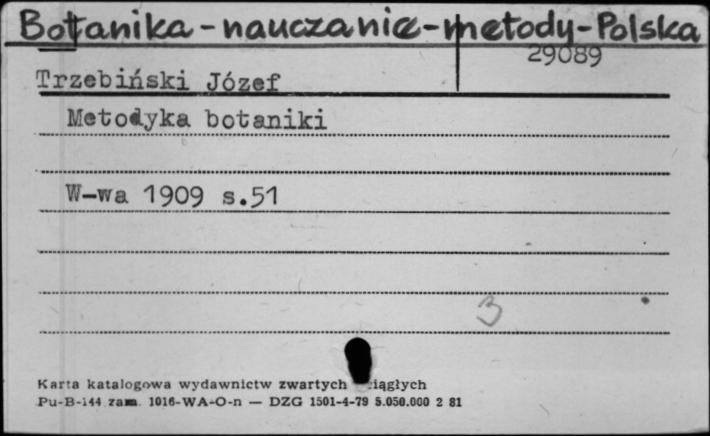 Botanika-nauczanie-metody-Polska
29089
Trzebiński Józef
Metodyka botaniki
W-wa 1909 s.51
3
Karta katalogowa wydawnictw zwartych
Pu-B-144 zam. 1016-WA-O-n — DZG 1501-4-79 5.050.000 2 81